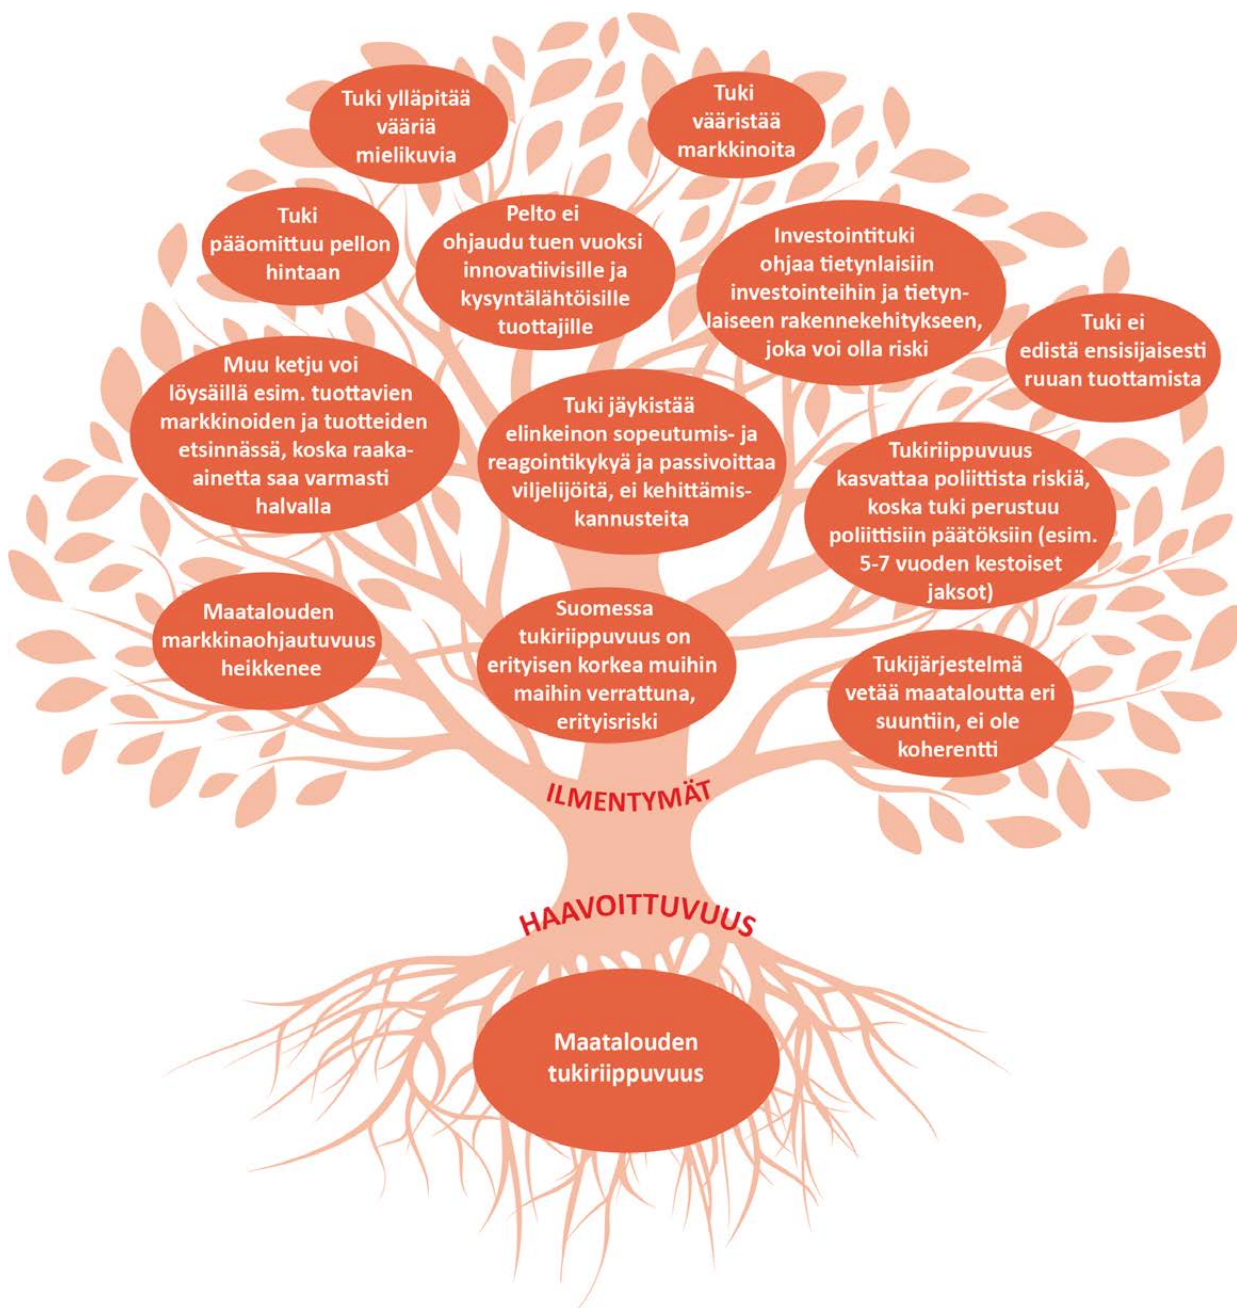 Tuki ylläpitää
vääriä
mielikuvia
Tuki
vääristää
markkinoita
Tuki
pääomittuu pellon
hintaan
Pelto ei
ohjaudu tuen vuoksi
innovatiivisille ja
kysyntälähtöisille
tuottajille
Investointituki
ohjaa tietynlaisiin
investointeihin ja tietyn-
laiseen rakennekehitykseen,
joka voi olla riski
Tuki ei
edistä ensisijaisesti
ruuan tuottamista
Muu ketju voi
löysäillä esim. tuottavien
markkinoiden ja tuotteiden
etsinnässä, koska raaka-
ainetta saa varmasti
halvalla
Tuki jäykistää
elinkeinon sopeutumis- ja
reagointikykyä ja passivoittaa
viljelijöitä, ei kehittämis-
kannusteita
Tukiriippuvuus
kasvattaa poliittista riskiä,
koska tuki perustuu
poliittisiin päätöksiin (esim.
5-7 vuoden kestoiset
jaksot)
Maatalouden
markkinaohjautuvuus
heikkenee
Suomessa
tukiriippuvuus on
erityisen korkea muihin
maihin verrattuna,
erityisriski
Tukijärjestelmä
vetää maataloutta eri
suuntiin, ei ole
koherentti
ILMENTYMÄT
HAAVOITTUVUUS
Maatalouden
tukiriippuvuus